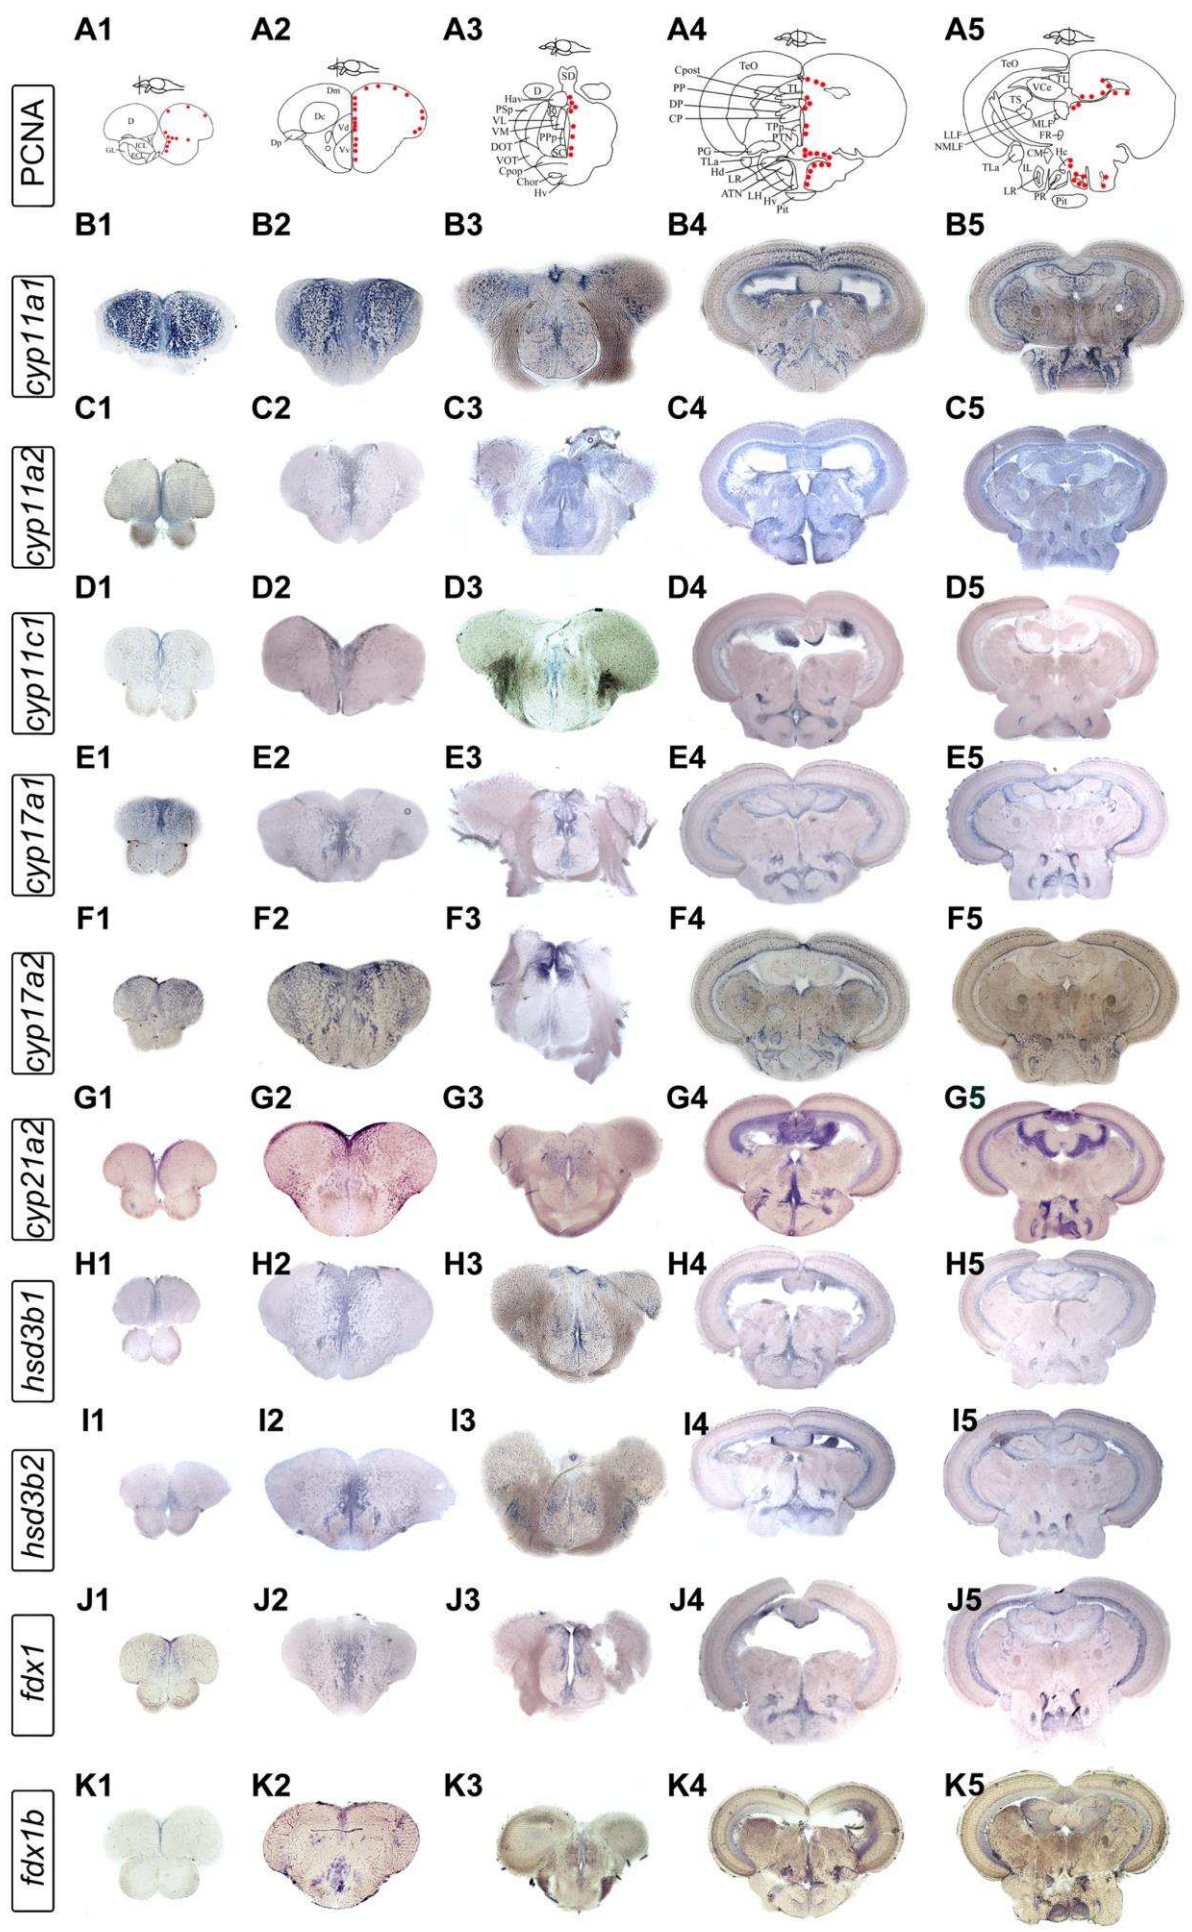 A1 A2 A3 A4 A5
PCNA
D
GL
ICL
ECL
Dm
Dc
Vd
Dp
Vv
SD
D
Hav
PSp
VL
VM
DOT
PPp
VOT
SC
Cpop
Chor
Hv
TeO
Cpost
PP
TL
DP
CP
TPp
PTN
PG
TLa
Hd
LR
ATN
LH
Hv
Pit
TeO
TL
VCe
TS
MLF
LLF
FR
NMLF
CM
Hc
TLa
IL
LR
PR
Pit
B1 B2 B3 B4 B5
cyp11a1
C1 C2 C3 C4 C5
cyp11a2
D1 D2 D3 D4 D5
cyp11c1
E1 E2 E3 E4 E5
cyp17a1
F1 F2 F3 F4 F5
cyp17a2
G1 G2 G3 G4 G5
cyp21a2
H1 H2 H3 H4 H5
hsd3b1
I1 I2 I3 I4 I5
hsd3b2
J1 J2 J3 J4 J5
fdx1
K1 K2 K3 K4 K5
fdx1b